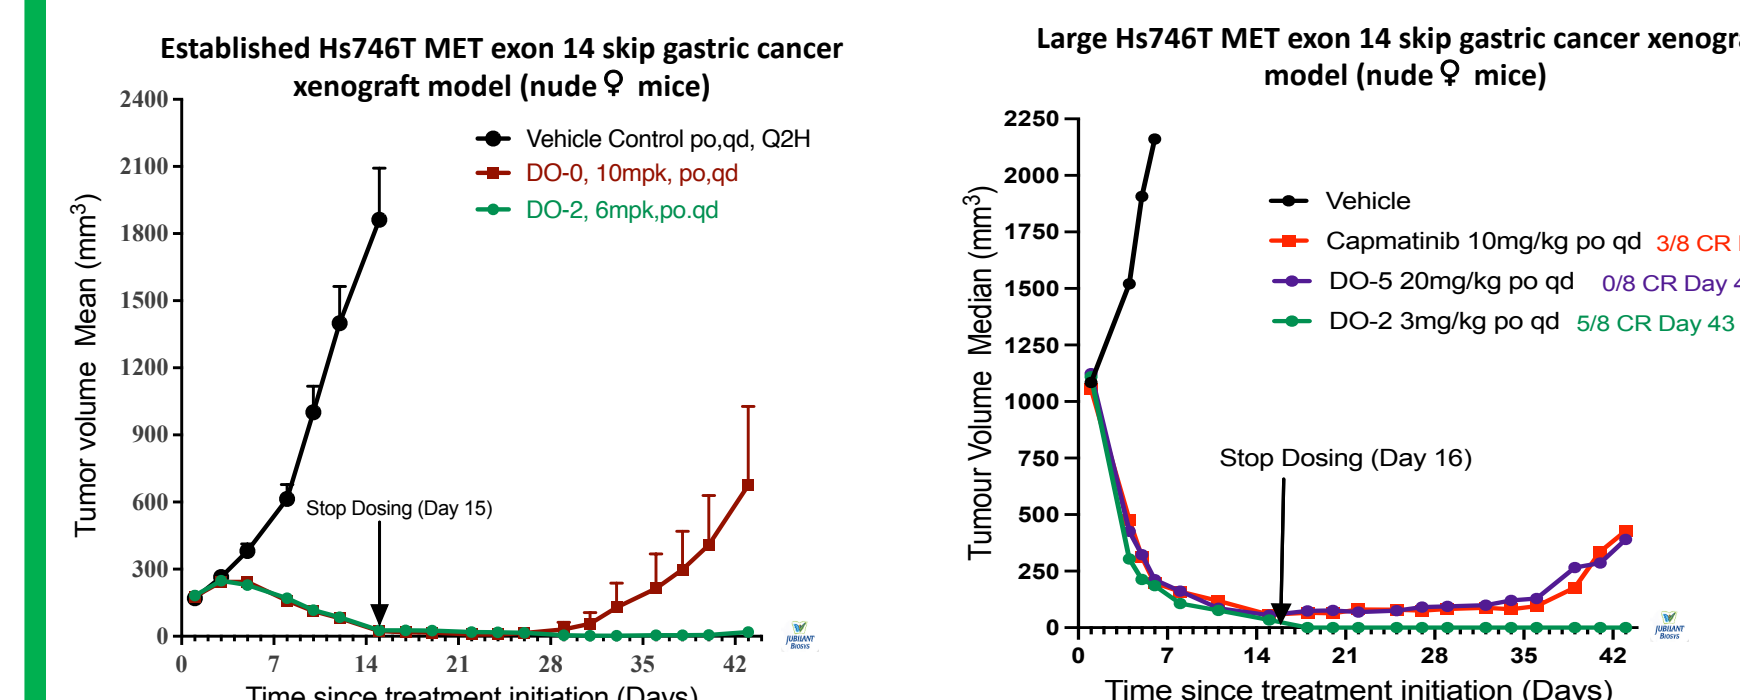 Established Hs746T MET exon 14 skip gastric cancer
xenograft model (nude ♀ mice)
2400
2100
1800
1500
1200
900
600
300
0
Tumor volume Mean (mm³)
Vehicle Control po,qd, Q2H
DO-0, 10mpk, po,qd
DO-2, 6mpk,po.qd
Stop Dosing (Day 15)
0 7 14 21 28 35 42
Time since treatment initiation (Days)
JUBILANT
BIOSYS
Large Hs746T MET exon 14 skip gastric cancer xenogra
model (nude ♀ mice)
2250
2000
1750
1500
1250
1000
750
500
250
0
Tumour Volume Median (mm³)
Vehicle
Capmatinib 10mg/kg po qd 3/8 CR
DO-5 20mg/kg po qd 0/8 CR Day 4
DO-2 3mg/kg po qd 5/8 CR Day 43
Stop Dosing (Day 16)
0 7 14 21 28 35 42
Time since treatment initiation (Days)
JUBILANT
BIOSYS